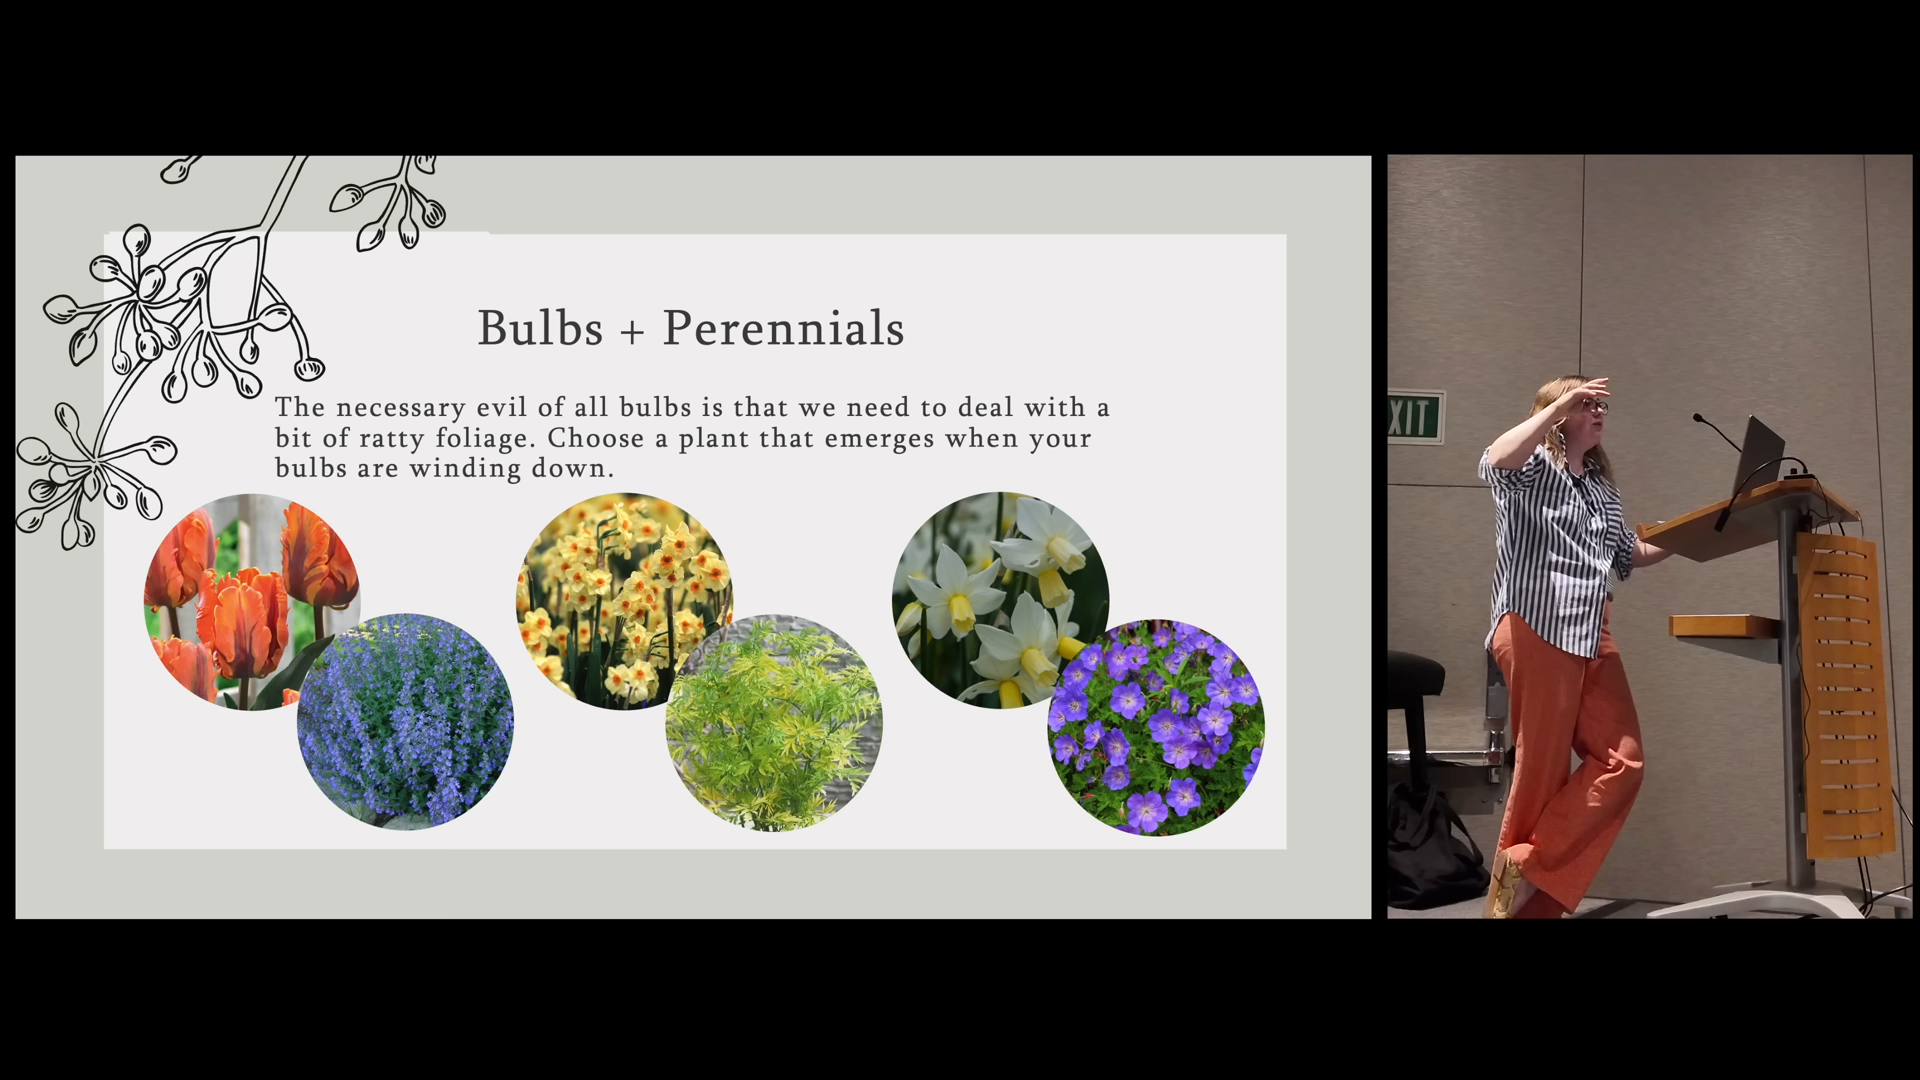 Bulbs + Perennials
The necessary evil of all bulbs is that we need to deal with a
bit of ratty foliage. Choose a plant that emerges when your
bulbs are winding down.
XIT